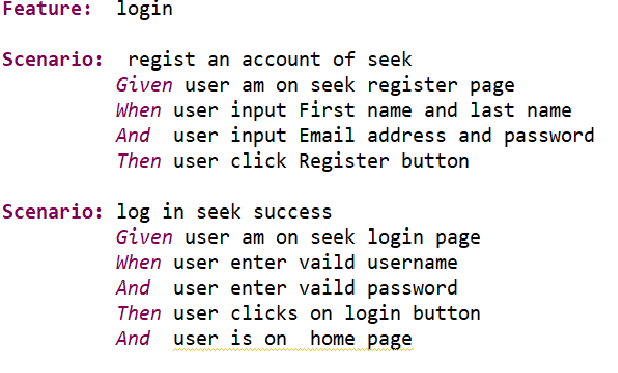 Feature: login
Scenario: regist an account of seek
Given user am on seek register page
When user input First name and last name
And user input Email address and password
Then user click Register button
Scenario: log in seek success
Given user am on seek login page
When user enter vaild username
And user enter vaild password
Then user clicks on login button
And user is on home page